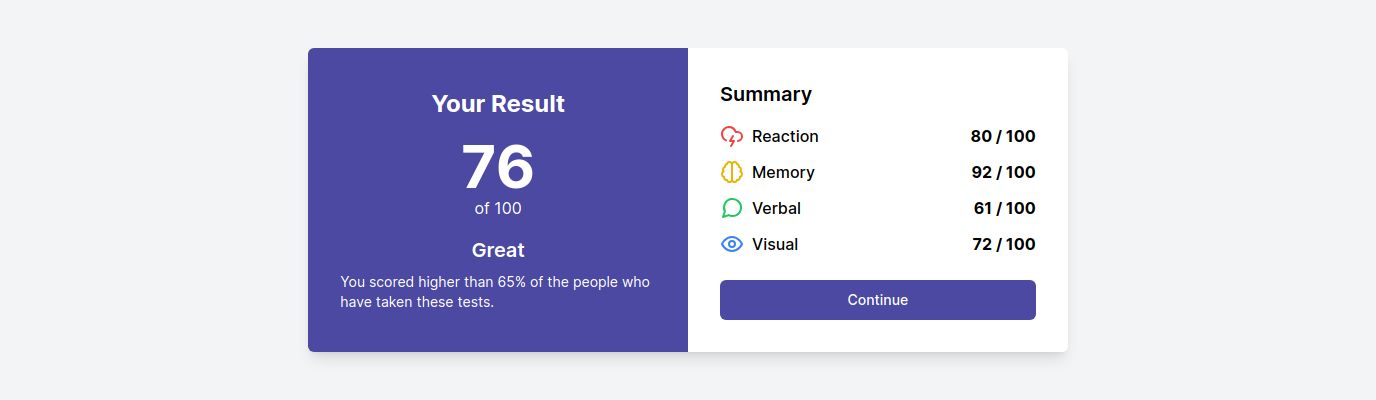 Your Result
76
of 100
Great
You scored higher than 65% of the people who
have taken these tests.
Summary
Reaction 80 / 100
Memory 92 / 100
Verbal 61 / 100
Visual 72 / 100
Continue